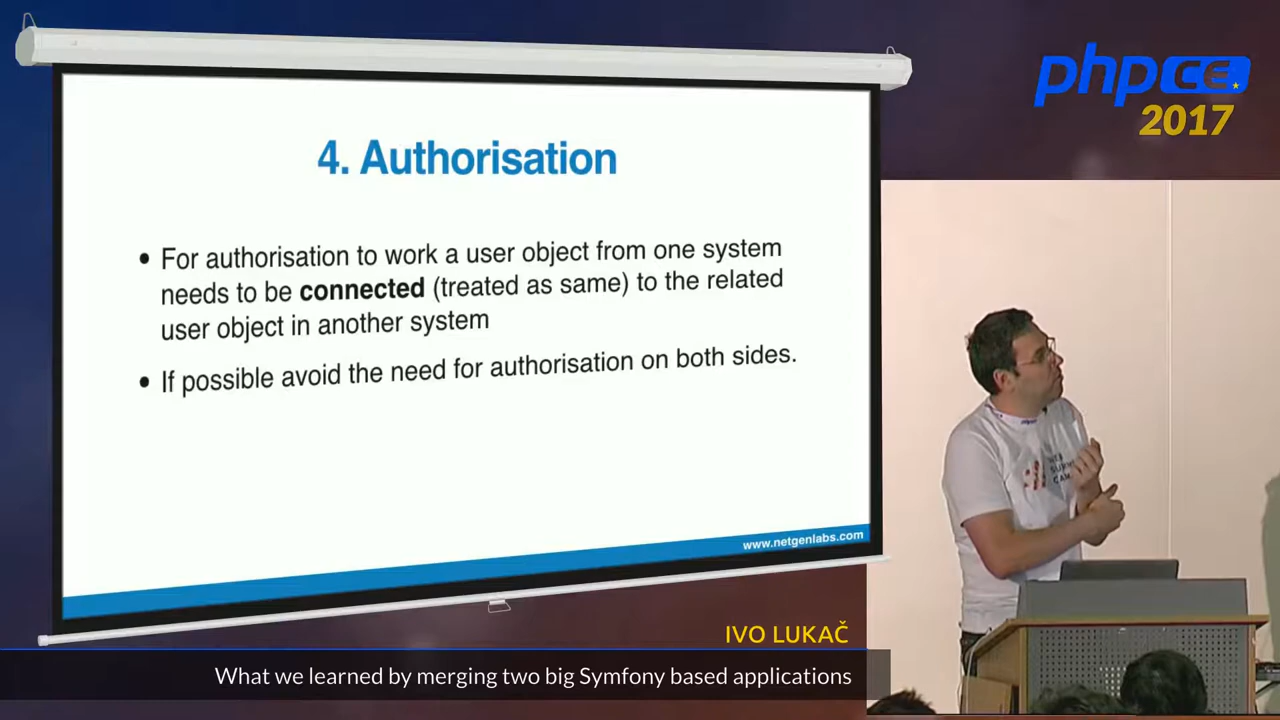 phpCE
2017
4. Authorisation
• For authorisation to work a user object from one system
needs to be connected (treated as same) to the related
user object in another system
• If possible avoid the need for authorisation on both sides.
www.netgenlabs.com
IVO LUKAČ
What we learned by merging two big Symfony based applications